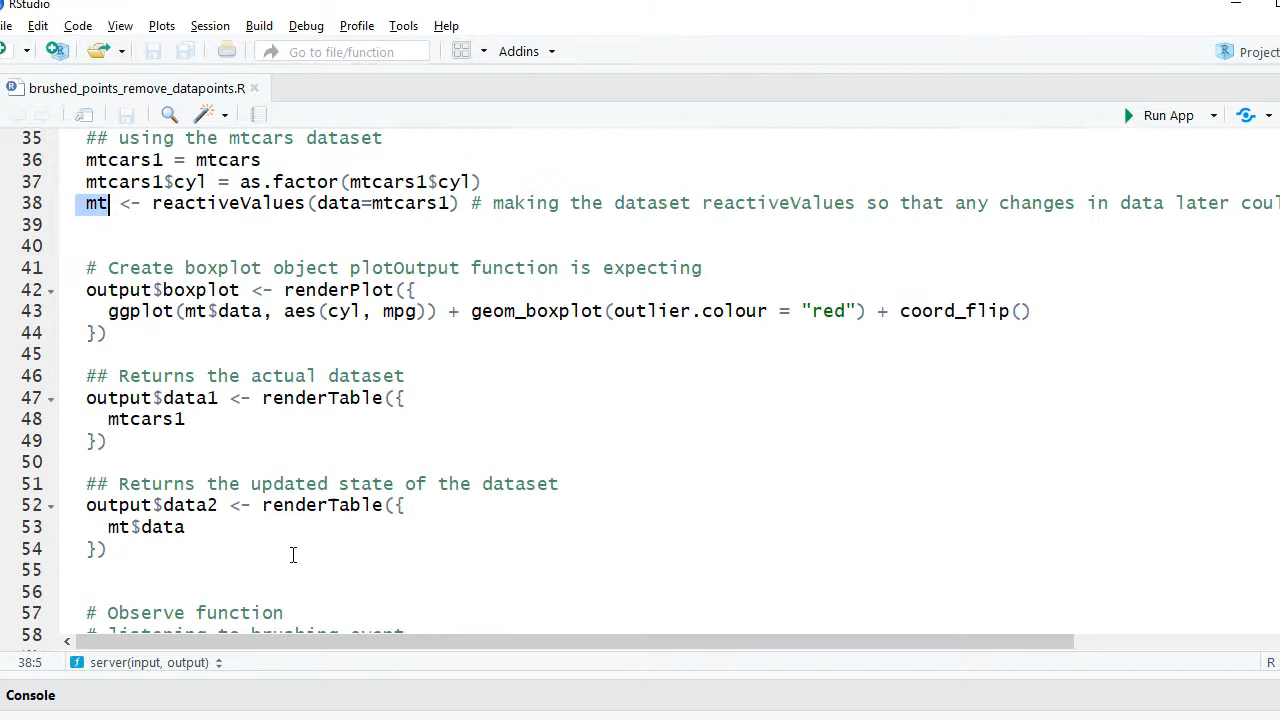 RStudio
ile Edit Code View Plots Session Build Debug Profile Tools Help
Go to file/function Addins Project
brushed_points_remove_datapoints.R
Run App
35 ## using the mtcars dataset
36 mtcars1 = mtcars
37 mtcars1$cyl = as.factor(mtcars1$cyl)
38 mt <- reactiveValues(data=mtcars1) # making the dataset reactiveValues so that any changes in data later coul
39
40
41 # Create boxplot object plotOutput function is expecting
42 output$boxplot <- renderPlot({
43 ggplot(mt$data, aes(cyl, mpg)) + geom_boxplot(outlier.colour = "red") + coord_flip()
44 })
45
46 ## Returns the actual dataset
47 output$data1 <- renderTable({
48 mtcars1
49 })
50
51 ## Returns the updated state of the dataset
52 output$data2 <- renderTable({
53 mt$data
54 })
55
56
57 # Observe function
58 # listening to brushing event
38:5 server(input, output) R
Console